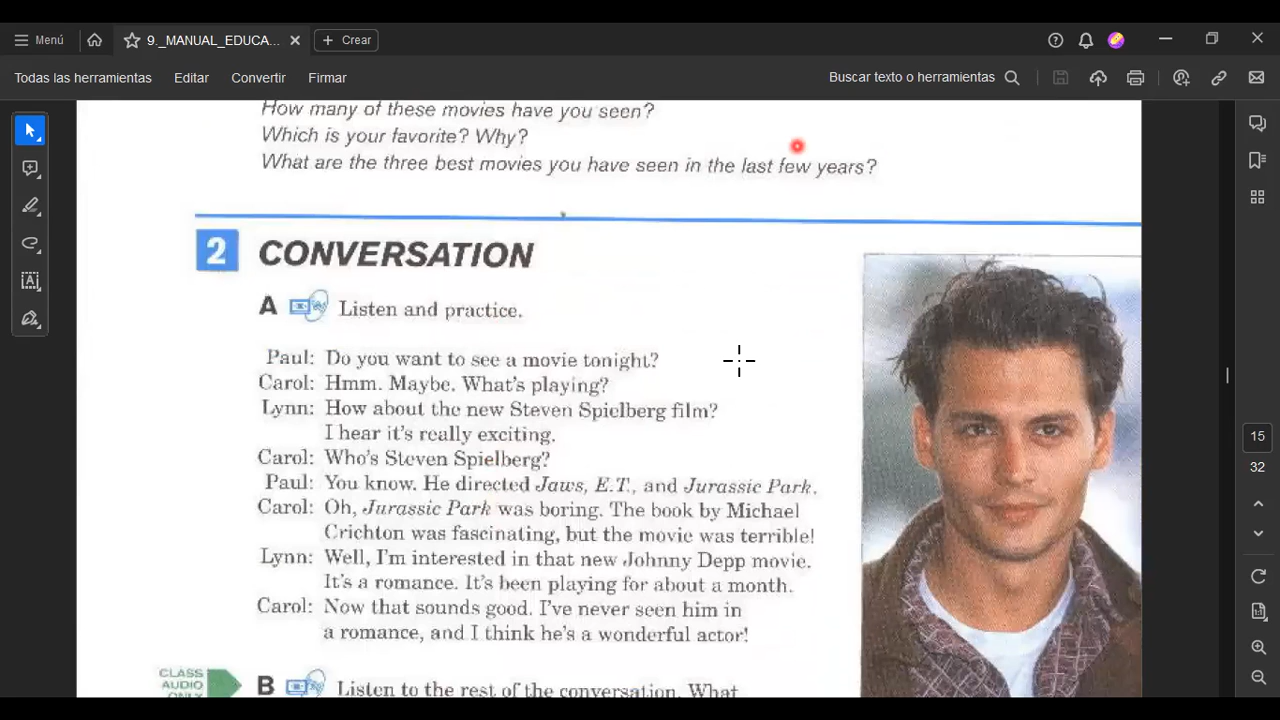 Menú
9._MANUAL_EDUCA...
Crear
Todas las herramientas
Editar
Convertir
Firmar
Buscar texto o herramientas
How many of these movies have you seen?
Which is your favorite? Why?
What are the three best movies you have seen in the last few years?
2 CONVERSATION
A Listen and practice.
Paul: Do you want to see a movie tonight?
Carol: Hmm. Maybe. What's playing?
Lynn: How about the new Steven Spielberg film?
I hear it's really exciting.
Carol: Who's Steven Spielberg?
Paul: You know. He directed Jaws, E.T., and Jurassic Park.
Carol: Oh, Jurassic Park was boring. The book by Michael
Crichton was fascinating, but the movie was terrible!
Lynn: Well, I'm interested in that new Johnny Depp movie.
It's a romance. It's been playing for about a month.
Carol: Now that sounds good. I've never seen him in
a romance, and I think he's a wonderful actor!
CLASS
AUDIO
ONLY
B Listen to the rest of the conversation. What
15
32